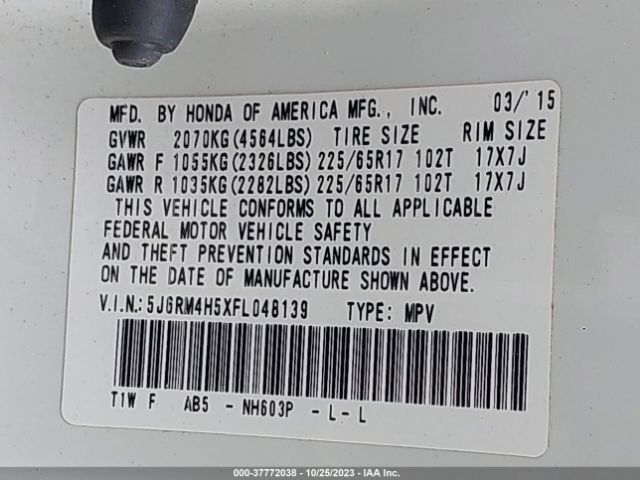 MFD. BY HONDA OF AMERICA MFG., INC. 03/'15
GVWR 2070KG(4564LBS) TIRE SIZE RIM SIZE
GAWR F 1055KG(2326LBS) 225/65R17 102T 17X7J
GAWR R 1035KG(2282LBS) 225/65R17 102T 17X7J
THIS VEHICLE CONFORMS TO ALL APPLICABLE
FEDERAL MOTOR VEHICLE SAFETY
AND THEFT PREVENTION STANDARDS IN EFFECT
ON THE DATE OF MANUFACTURE SHOWN ABOVE.
V.I.N.: 5J6RM4H5XFL048139 TYPE: MPV
T1W F AB5 - NH603P - L - L
000-37772038 - 10/25/2023 - IAA Inc.